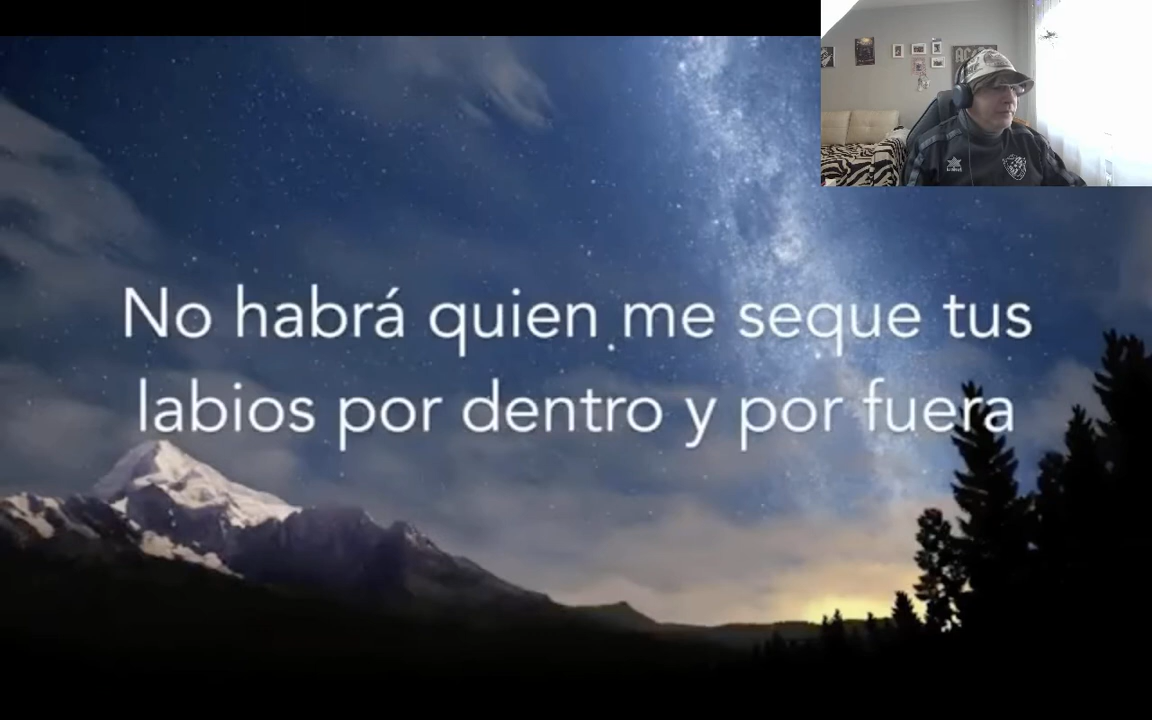 No habrá quien me seque tus
labios por dentro y por fuera